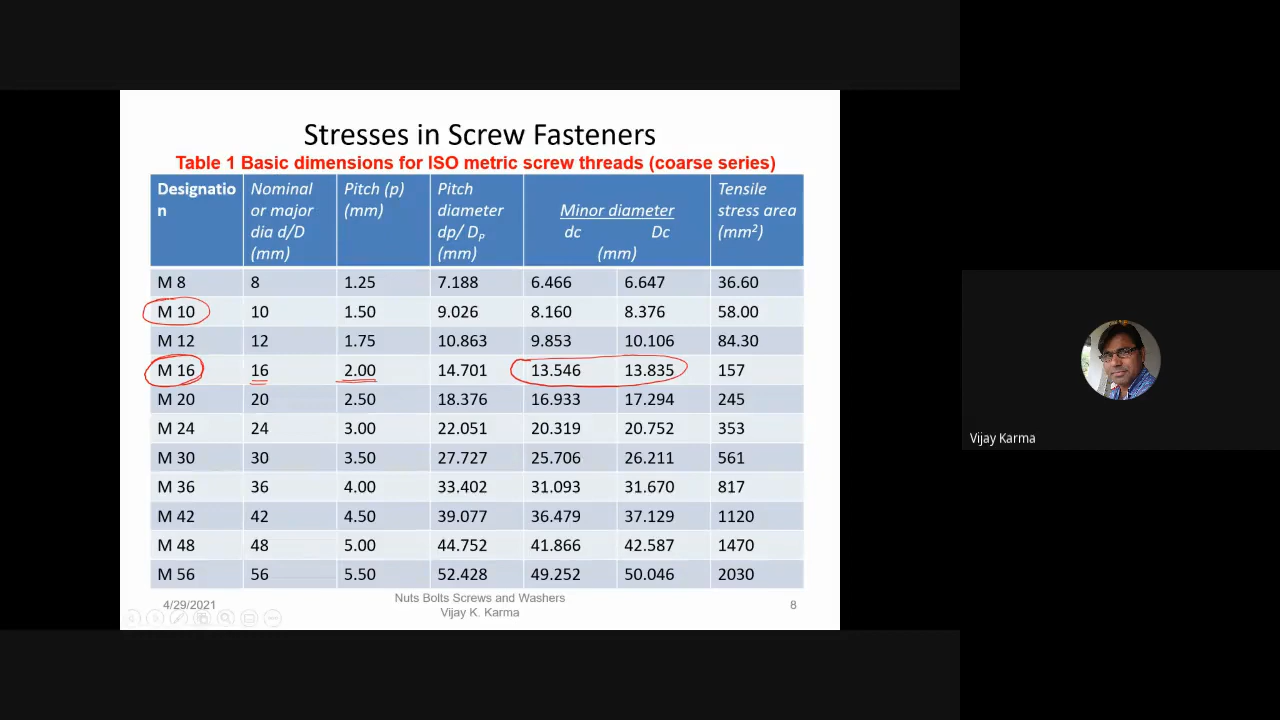 Stresses in Screw Fasteners
Table 1 Basic dimensions for ISO metric screw threads (coarse series)
Designatio
n
Nominal
or major
dia d/D
(mm)
Pitch (p)
(mm)
Pitch
diameter
dp/ Dₚ
(mm)
Minor diameter
dc Dc
(mm)
Tensile
stress area
(mm²)
M 8 8 1.25 7.188 6.466 6.647 36.60
M 10 10 1.50 9.026 8.160 8.376 58.00
M 12 12 1.75 10.863 9.853 10.106 84.30
M 16 16 2.00 14.701 13.546 13.835 157
M 20 20 2.50 18.376 16.933 17.294 245
M 24 24 3.00 22.051 20.319 20.752 353
M 30 30 3.50 27.727 25.706 26.211 561
M 36 36 4.00 33.402 31.093 31.670 817
M 42 42 4.50 39.077 36.479 37.129 1120
M 48 48 5.00 44.752 41.866 42.587 1470
M 56 56 5.50 52.428 49.252 50.046 2030
4/29/2021
Nuts Bolts Screws and Washers
Vijay K. Karma
8
Vijay Karma